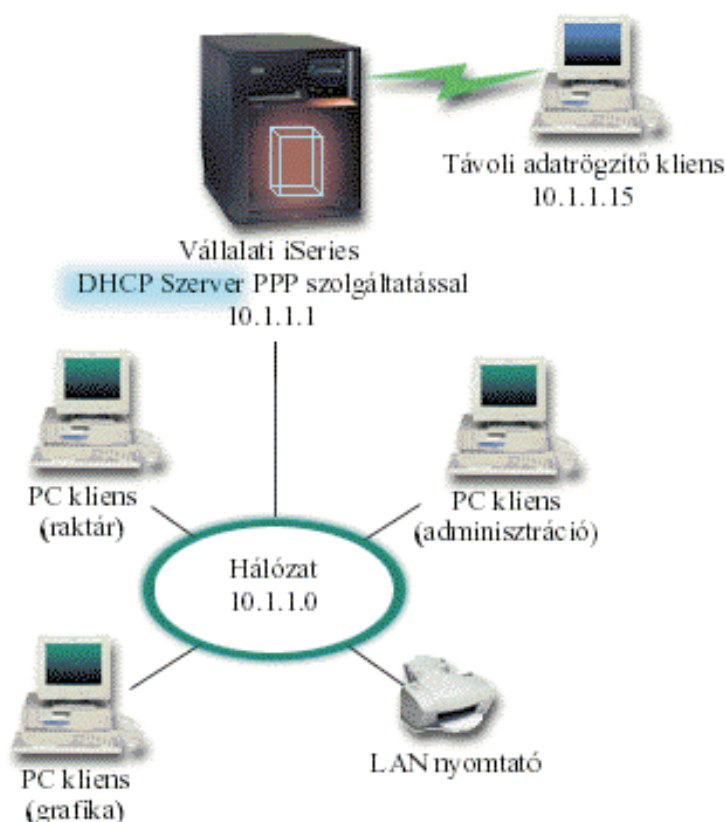 Távoli adatrögzítő kliens
10.1.1.15
Vállalati iSeries
DHCP Szerver PPP szolgáltatással
10.1.1.1
PC kliens
(raktár)
PC kliens
(adminisztráció)
Hálózat
10.1.1.0
PC kliens
(grafika)
LAN nyomtató